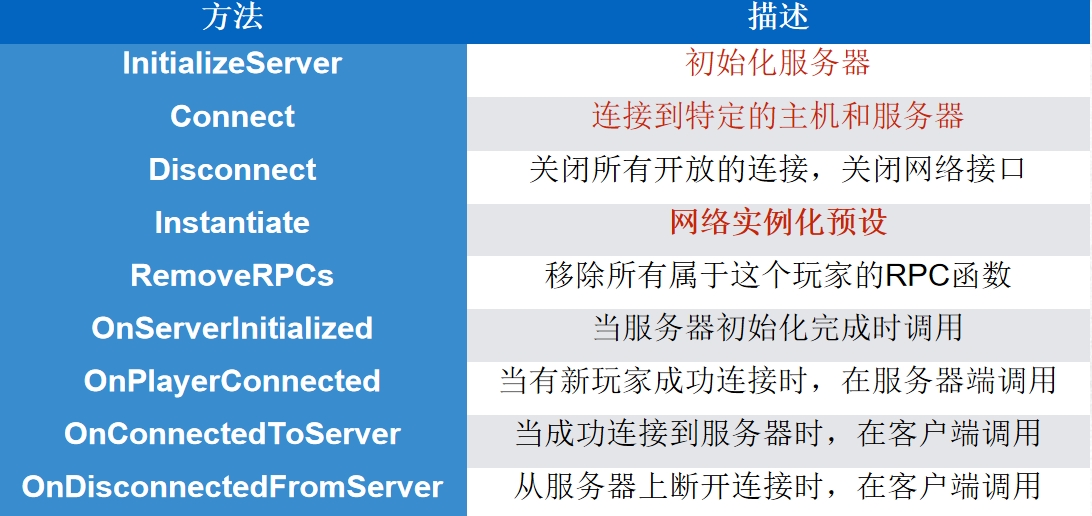 方法 描述
InitializeServer 初始化服务器
Connect 连接到特定的主机和服务器
Disconnect 关闭所有开放的连接，关闭网络接口
Instantiate 网络实例化预设
RemoveRPCs 移除所有属于这个玩家的RPC函数
OnServerInitialized 当服务器初始化完成时调用
OnPlayerConnected 当有新玩家成功连接时，在服务器端调用
OnConnectedToServer 当成功连接到服务器时，在客户端调用
OnDisconnectedFromServer 从服务器上断开连接时，在客户端调用